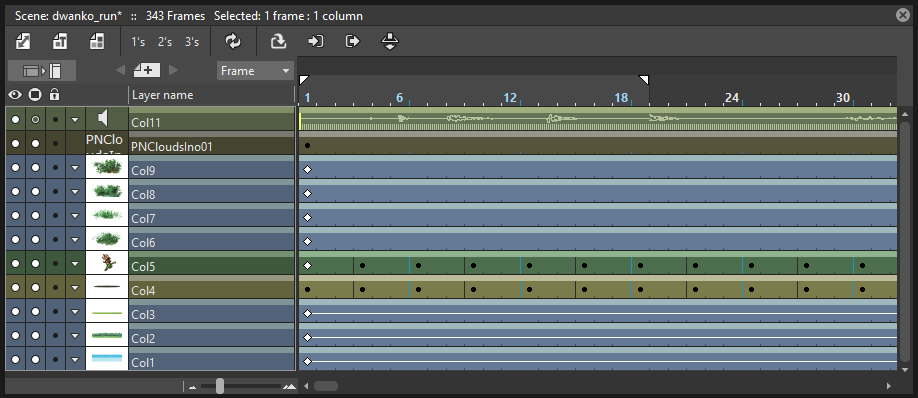 Scene: dwanko_run* :: 343 Frames Selected: 1 frame : 1 column
1's 2's 3's
Frame
Layer name
1 6 12 18 24 30
Col11
PNClo
PNCloudsIno01
Col9
Col8
Col7
Col6
Col5
Col4
Col3
Col2
Col1